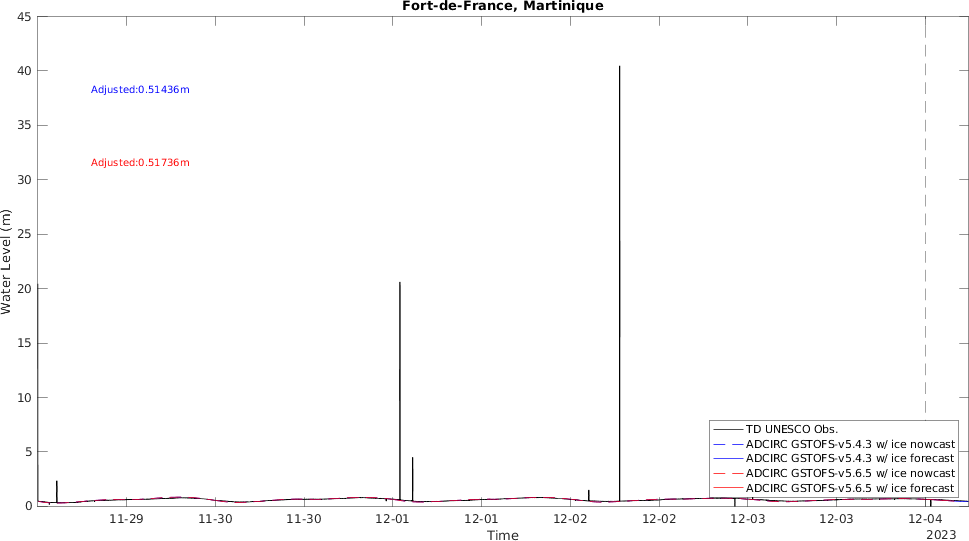 Fort-de-France, Martinique
45
40
35
30
25
20
15
10
5
0
Water Level (m)
Adjusted:0.51436m
Adjusted:0.51736m
TD UNESCO Obs.
ADCIRC GSTOFS-v5.4.3 w/ ice nowcast
ADCIRC GSTOFS-v5.4.3 w/ ice forecast
ADCIRC GSTOFS-v5.6.5 w/ ice nowcast
ADCIRC GSTOFS-v5.6.5 w/ ice forecast
11-29 11-30 11-30 12-01 12-01 12-02 12-02 12-03 12-03 12-04
Time 2023